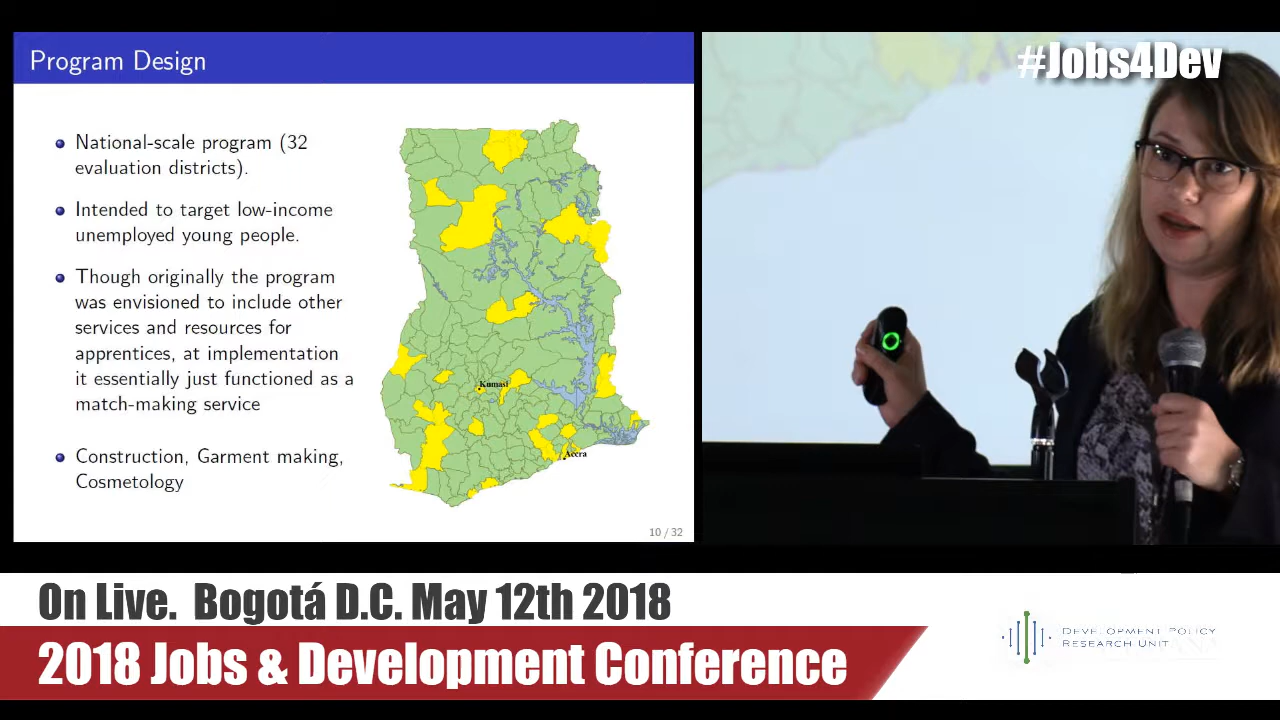 Program Design
#Jobs4Dev
National-scale program (32
evaluation districts).
Intended to target low-income
unemployed young people.
Though originally the program
was envisioned to include other
services and resources for
apprentices, at implementation
it essentially just functioned as a
match-making service
Construction, Garment making,
Cosmetology
Kumasi
Accra
10 / 32
On Live. Bogotá D.C. May 12th 2018
2018 Jobs & Development Conference
DEVELOPMENT POLICY
RESEARCH UNIT